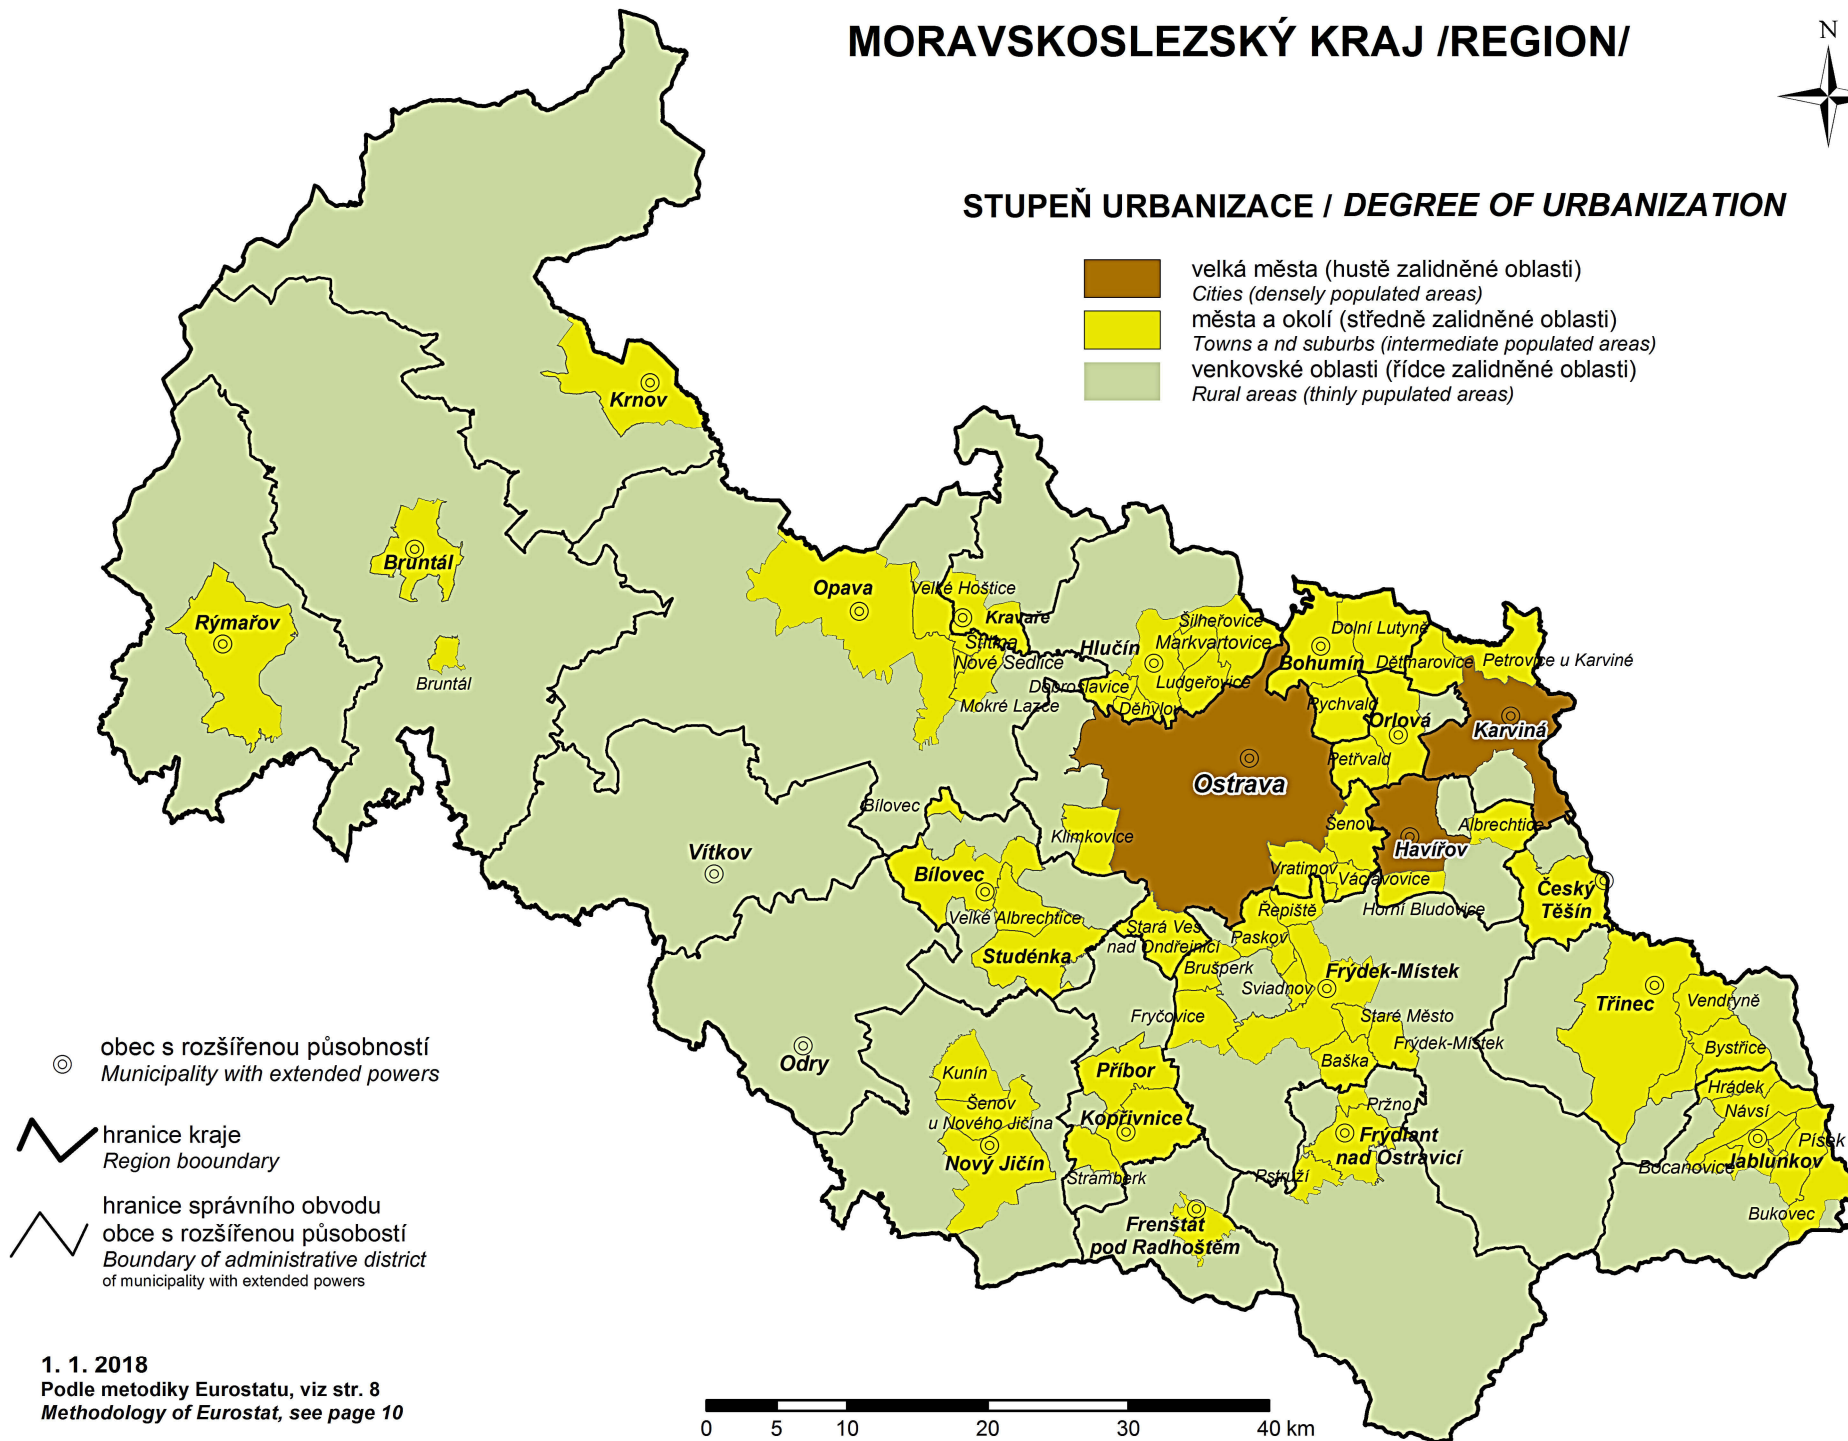 MORAVSKOSLEZSKÝ KRAJ /REGION/
N
STUPEŇ URBANIZACE / DEGREE OF URBANIZATION
velká města (hustě zalidněné oblasti)
Cities (densely populated areas)
města a okolí (středně zalidněné oblasti)
Towns a nd suburbs (intermediate populated areas)
venkovské oblasti (řídce zalidněné oblasti)
Rural areas (thinly pupulated areas)
Krnov
Bruntál
Rýmařov
Bruntál
Opava
Velké Hoštice
Kravaře
Štítina
Nové Sedlice
Mokré Lazce
Hlučín
Šilheřovice
Markvartovice
Ludgeřovice
Dobroslavice
Děhylov
Bohumín
Dolní Lutyně
Dětmarovice
Petrovice u Karviné
Rychvald
Orlová
Karviná
Petřvald
Ostrava
Šenov
Havířov
Albrechtice
Klimkovice
Vratimov
Václavovice
Horní Bludovice
Český
Těšín
Bílovec
Vítkov
Bílovec
Velké Albrechtice
Studénka
Stará Ves
nad Ondřejnicí
Řepiště
Paskov
Brušperk
Sviadnov
Frýdek-Místek
Fryčovice
Staré Město
Frýdek-Místek
Baška
Třinec
Vendryně
Bystřice
Hrádek
Návsí
Písek
Bocanovice
Jablunkov
Bukovec
Odry
Kunín
Šenov
u Nového Jičína
Nový Jičín
Příbor
Kopřivnice
Štramberk
Pržno
Frýdlant
nad Ostravicí
Pstruží
Frenštát
pod Radhoštěm
obec s rozšířenou působností
Municipality with extended powers
hranice kraje
Region booundary
hranice správního obvodu
obce s rozšířenou působostí
Boundary of administrative district
of municipality with extended powers
1. 1. 2018
Podle metodiky Eurostatu, viz str. 8
Methodology of Eurostat, see page 10
0 5 10 20 30 40 km